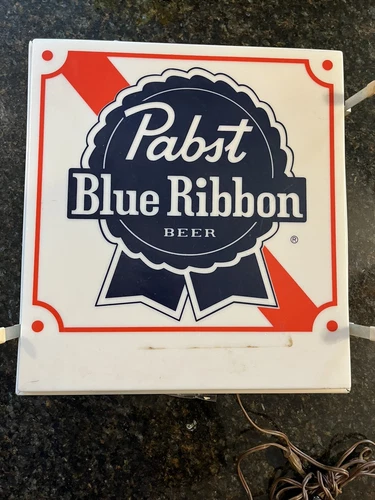 Pabst
Blue Ribbon
BEER
®